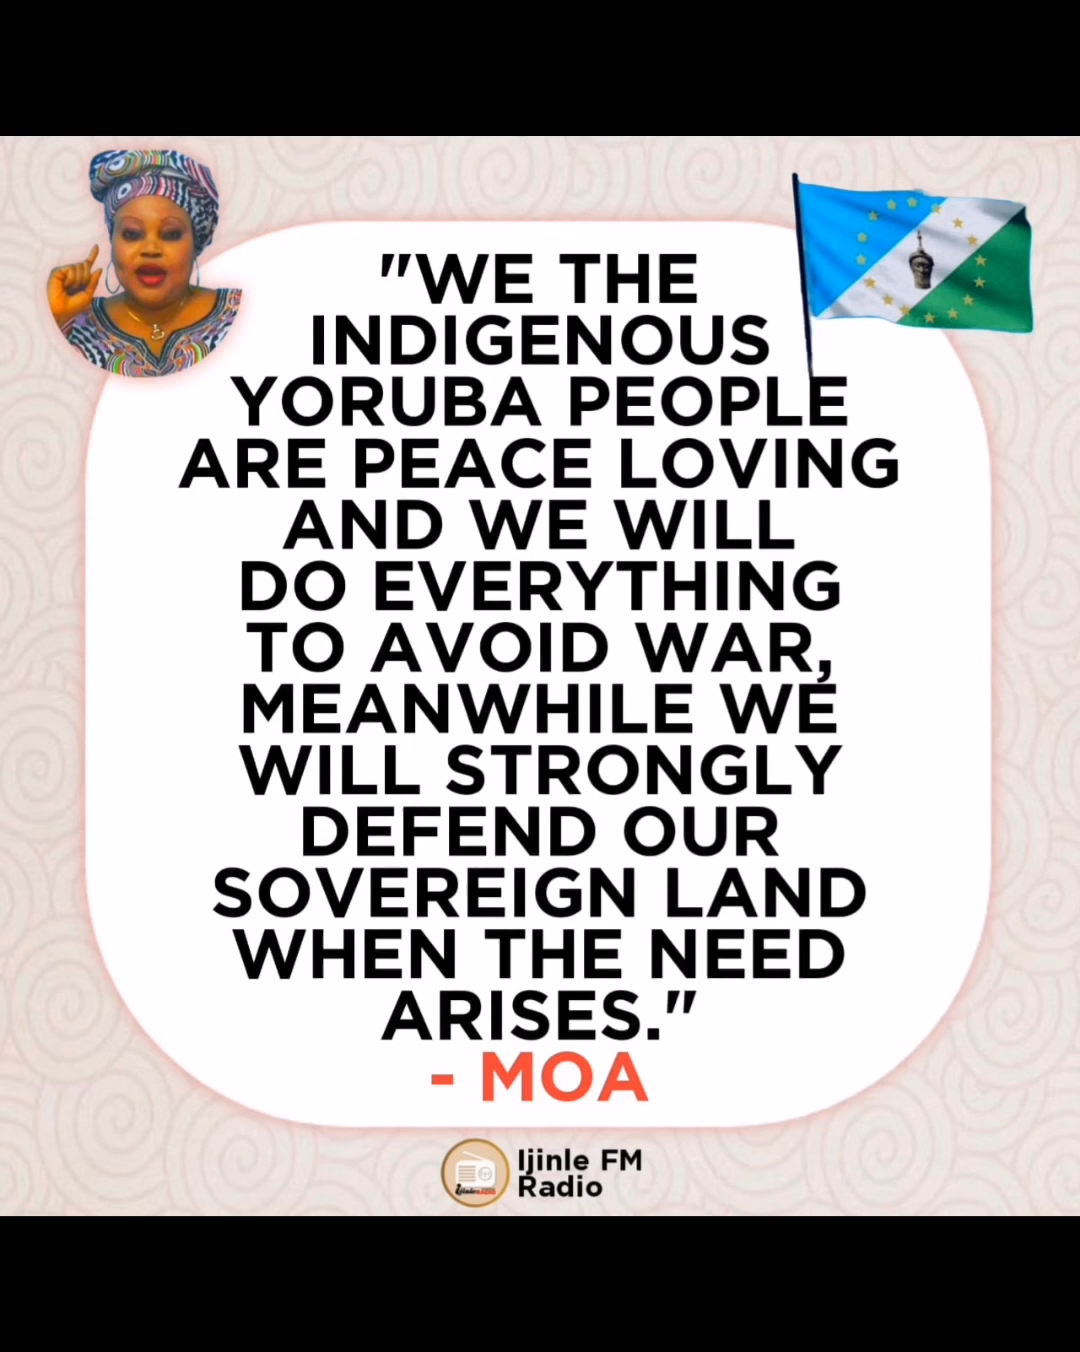 "WE THE
INDIGENOUS
YORUBA PEOPLE
ARE PEACE LOVING
AND WE WILL
DO EVERYTHING
TO AVOID WAR,
MEANWHILE WE
WILL STRONGLY
DEFEND OUR
SOVEREIGN LAND
WHEN THE NEED
ARISES."
- MOA
Ijinle FM
Radio